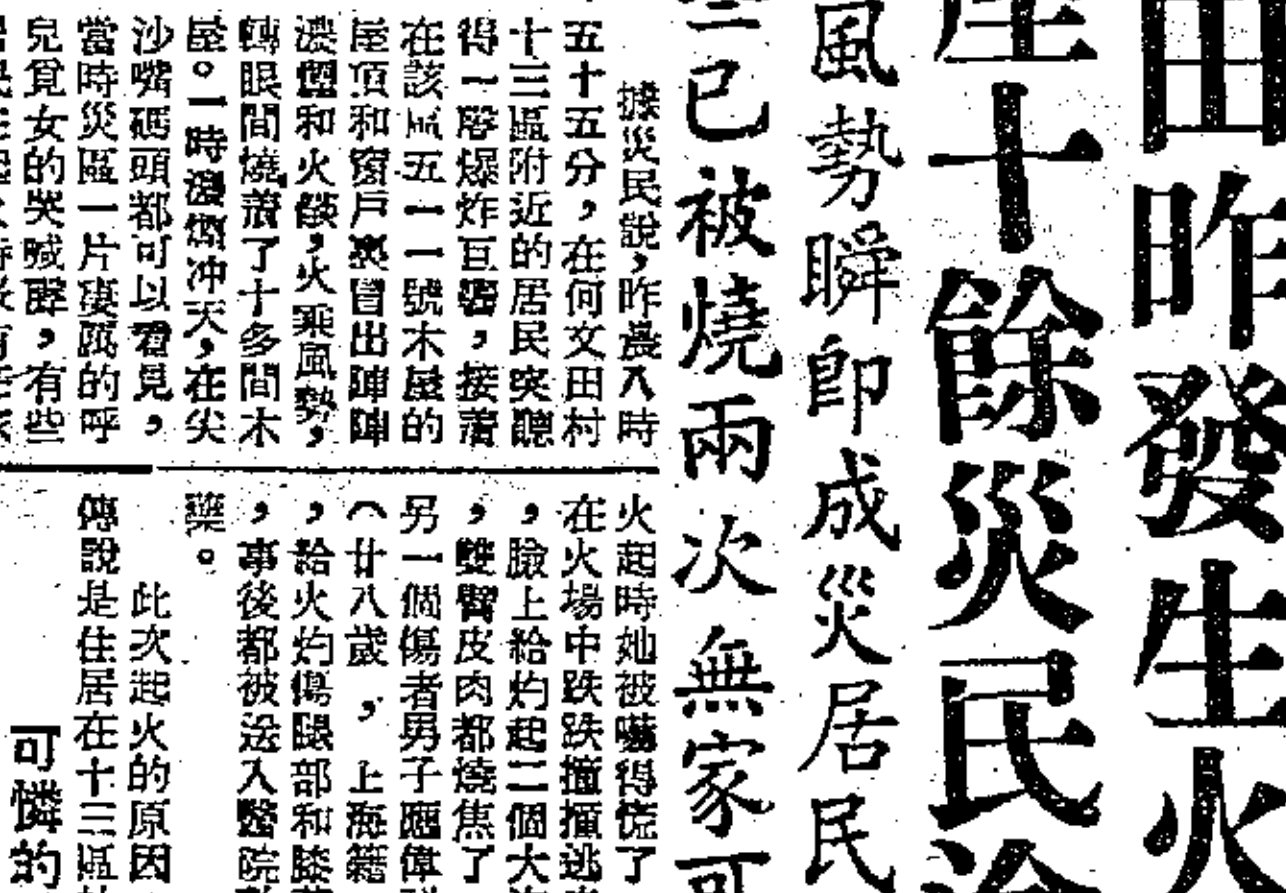 田昨發生火
座十餘災民
風勢瞬即成災居民
已被燒兩次無家可
據災民說,昨晨八時
五十五分,在何文田村
十三區附近的居民突聽
得一聲爆炸巨響,接着
在該區五一一號木屋的
屋頂和窗戶裏冒出陣陣
濃煙和火燄,火乘風勢,
轉眼間燒着了十多間木
屋。一時濃煙冲天,在尖
沙嘴碼頭都可以看見,
當時災區一片凄厲的呼
兒覓女的哭喊聲,有些
火起時她被嚇得慌了
在火場中跌跌撞撞逃
,臉上給灼起二個大
,雙臂皮肉都燒焦了
另一個傷者男子
(廿八歲,上海籍
,給火灼傷腿部和膝
,事後都被送入醫院
藥。
此次起火的原因
傳說是住居在十三區
可憐的